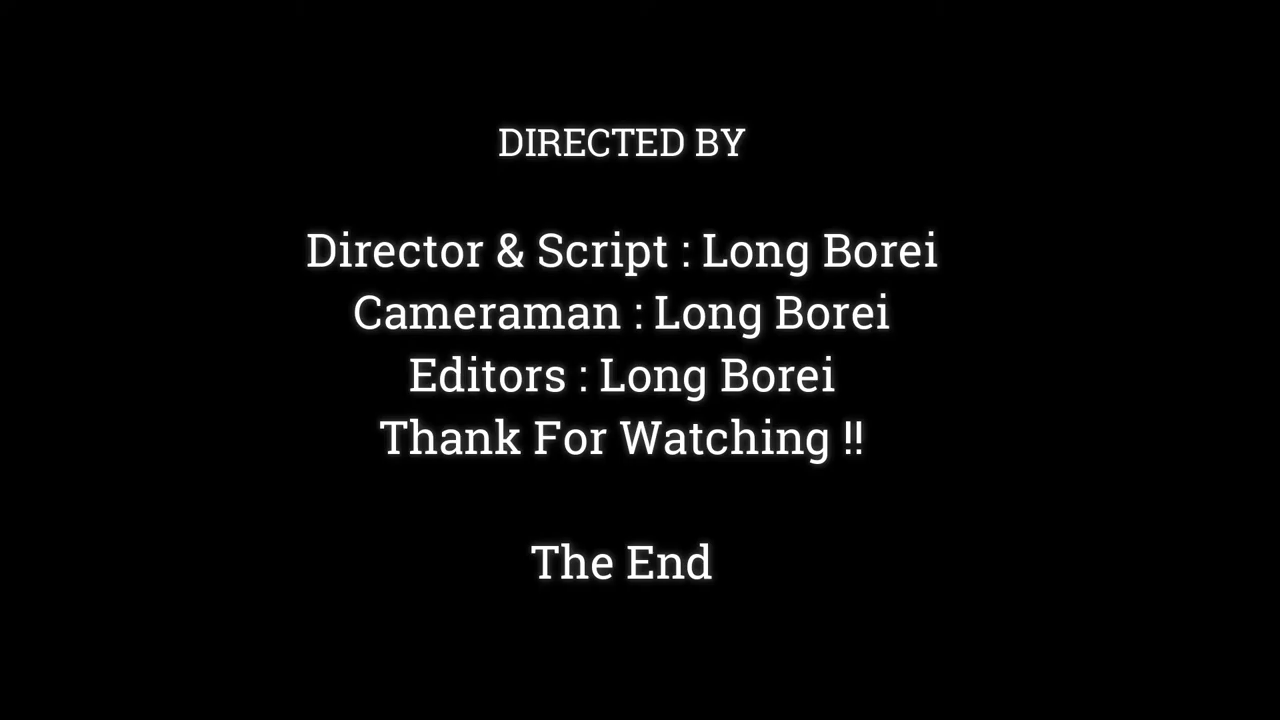 DIRECTED BY
Director & Script : Long Borei
Cameraman : Long Borei
Editors : Long Borei
Thank For Watching !!
The End